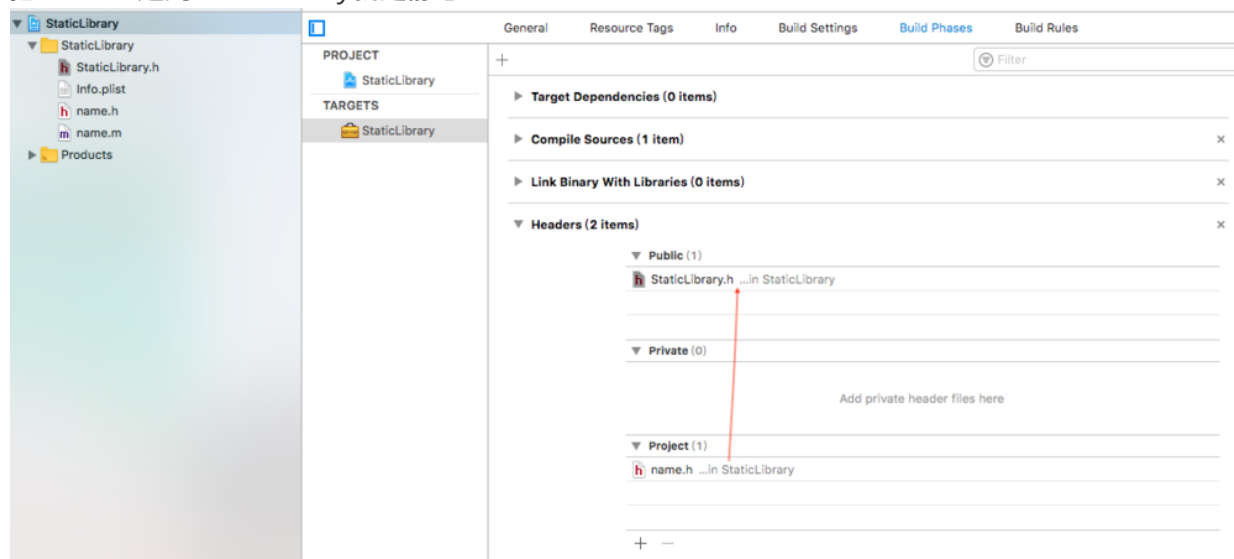 StaticLibrary
StaticLibrary
StaticLibrary.h
Info.plist
name.h
name.m
Products
General Resource Tags Info Build Settings Build Phases Build Rules
PROJECT
StaticLibrary
TARGETS
StaticLibrary
+ Filter
Target Dependencies (0 items)
Compile Sources (1 item)
Link Binary With Libraries (0 items)
Headers (2 items)
Public (1)
StaticLibrary.h ...in StaticLibrary
Private (0)
Add private header files here
Project (1)
name.h ...in StaticLibrary
+ −